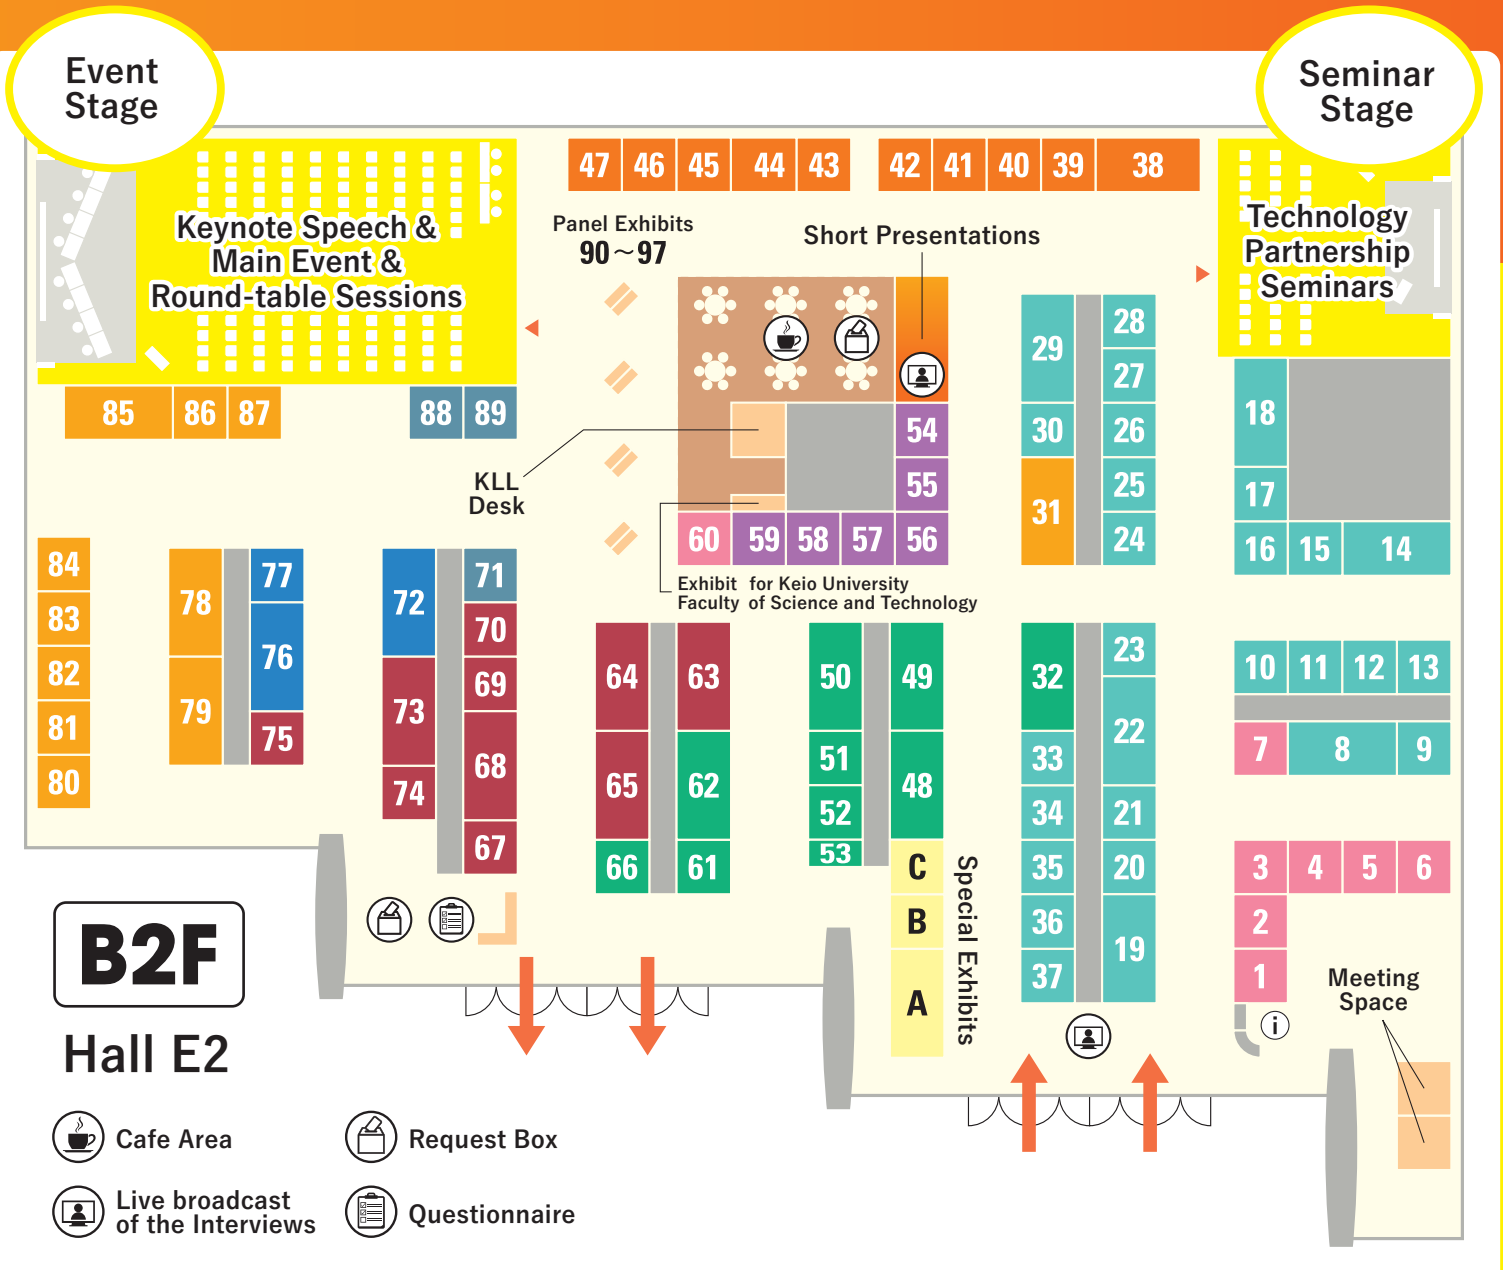 Event
Stage
Seminar
Stage
47 46 45 44 43 42 41 40 39 38
Keynote Speech &
Main Event &
Round-table Sessions
Panel Exhibits
90～97
Short Presentations
Technology
Partnership
Seminars
85 86 87 88 89
KLL
Desk
54
55
60 59 58 57 56
Exhibit for Keio University
Faculty of Science and Technology
29
30
31
28
27
26
25
24
18
17
16 15 14
84
83
82
81
80
78
79
77
76
75
72
73
74
71
70
69
68
67
64
65
66
63
62
61
50
51
52
53
49
48
C
B
A
Special Exhibits
32
33
34
35
36
37
23
22
21
20
19
10 11 12 13
7 8 9
3 4 5 6
2
1
i
Meeting
Space
B2F
Hall E2
Cafe Area
Request Box
Live broadcast
of the Interviews
Questionnaire